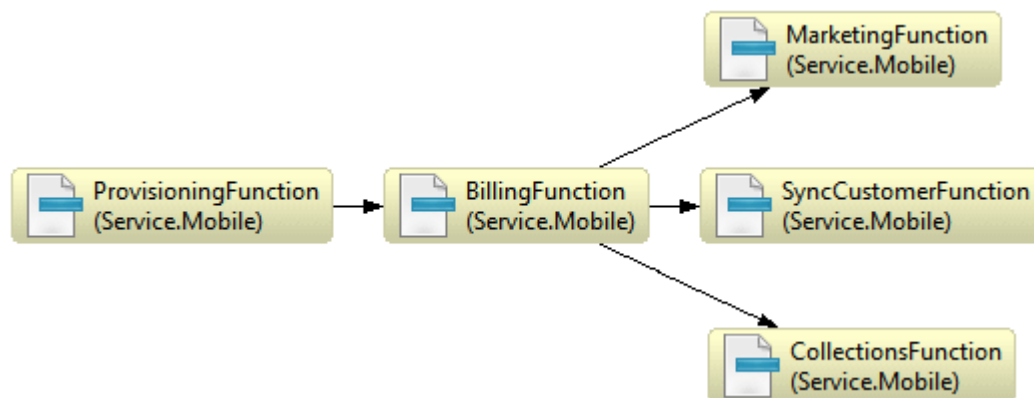 MarketingFunction
(Service.Mobile)
ProvisioningFunction
(Service.Mobile)
BillingFunction
(Service.Mobile)
SyncCustomerFunction
(Service.Mobile)
CollectionsFunction
(Service.Mobile)